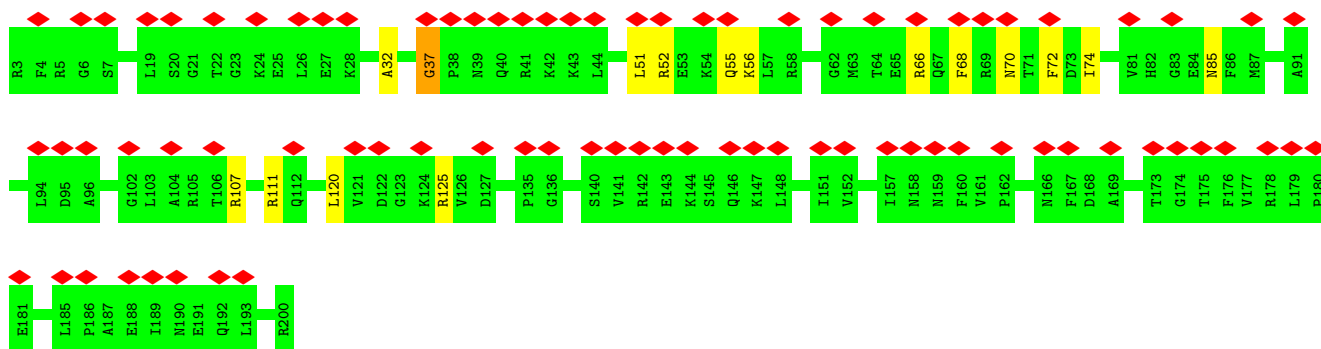 R3 F4 R5 G6 S7 L19 S20 G21 T22 G23 K24 E25 L26 E27 K28 A32 G37 P38 N39 Q40 R41 K42 K43 L44 L51 R52 E53 K54 Q55 K56 L57 R58 G62 M63 T64 E65 R66 Q67 F68 R69 N70 T71 F72 D73 I74 V81 H82 G83 E84 N85 F86 M87 A91
L94 D95 A96 G102 L103 A104 R105 T106 R107 R111 Q112 L120 V121 D122 G123 K124 R125 V126 D127 P135 G136 S140 V141 R142 E143 K144 S145 Q146 K147 L148 I151 V152 I157 N158 N159 F160 V161 P162 N166 F167 D168 A169 T173 G174 T175 F176 V177 R178 L179 P180
E181 L185 P186 A187 E188 I189 N190 E191 Q192 L193 R200